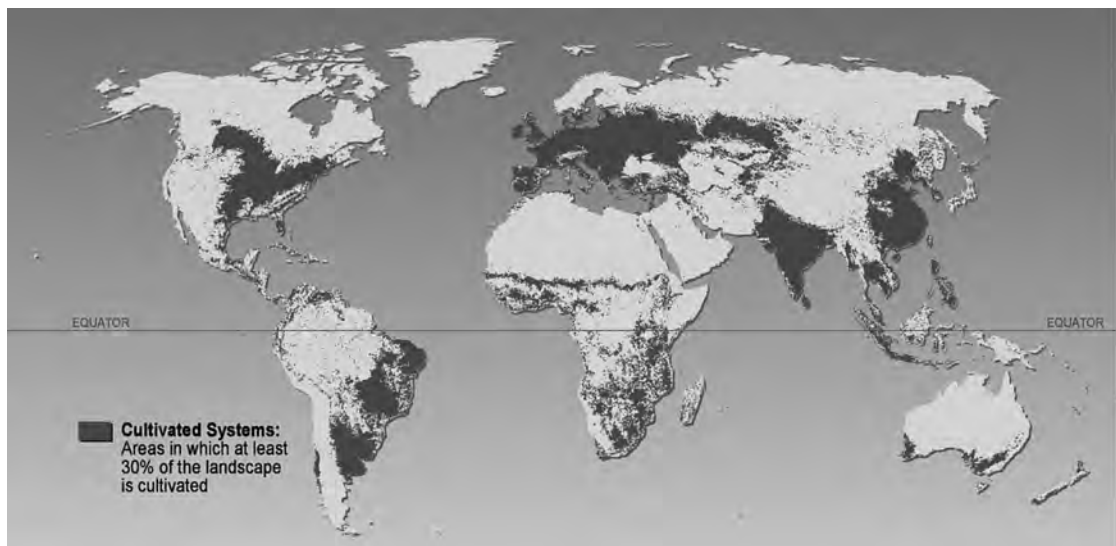 EQUATOR
EQUATOR
Cultivated Systems:
Areas in which at least
30% of the landscape
is cultivated